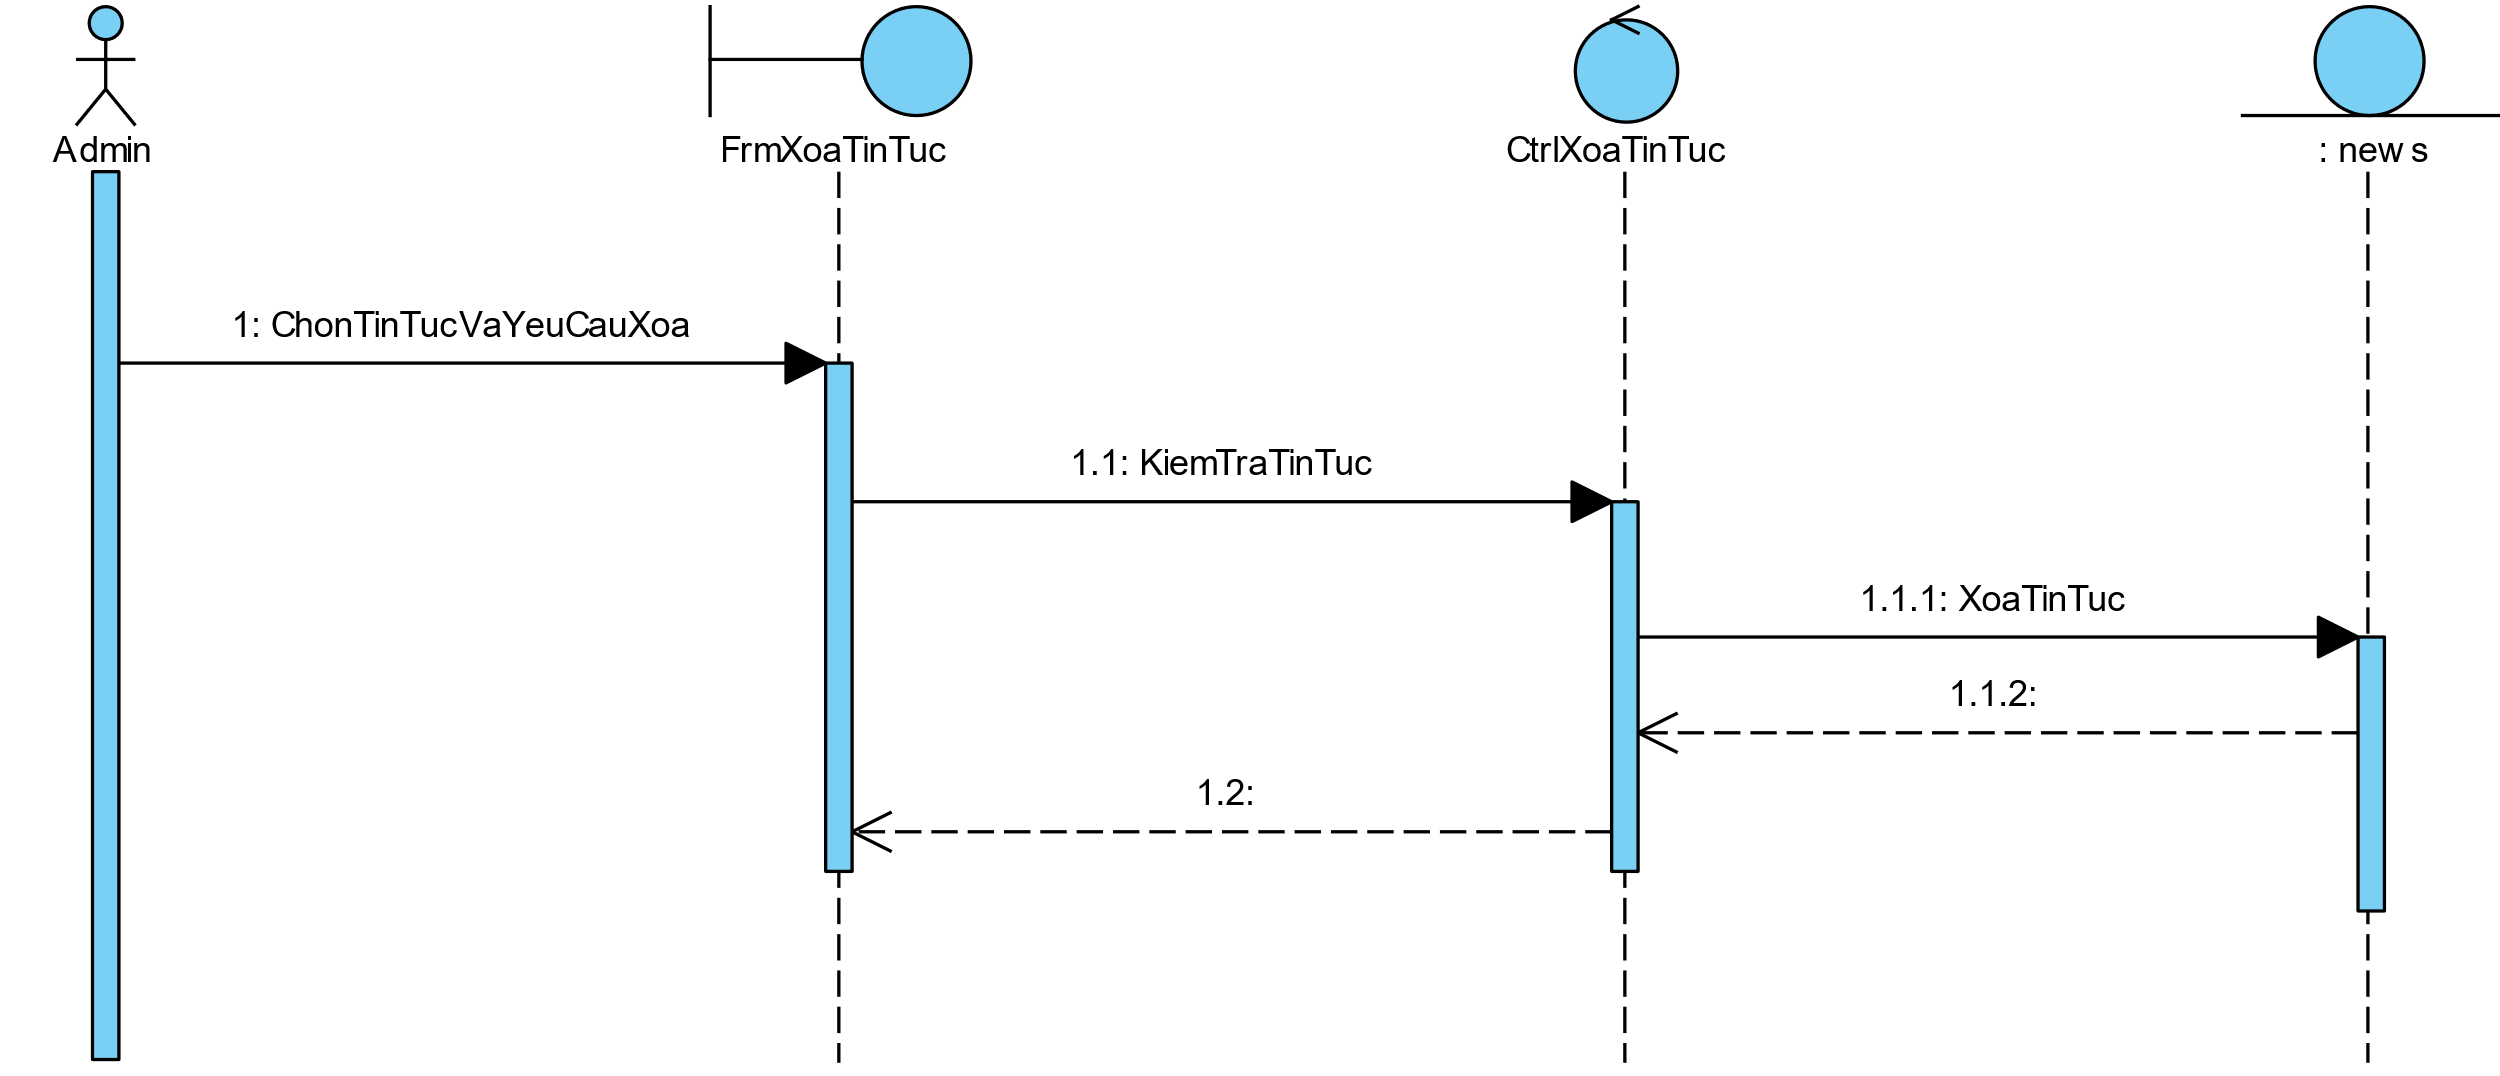 Admin
FrmXoaTinTuc
CtrlXoaTinTuc
: news
1: ChonTinTucVaYeuCauXoa
1.1: KiemTraTinTuc
1.1.1: XoaTinTuc
1.1.2:
1.2: